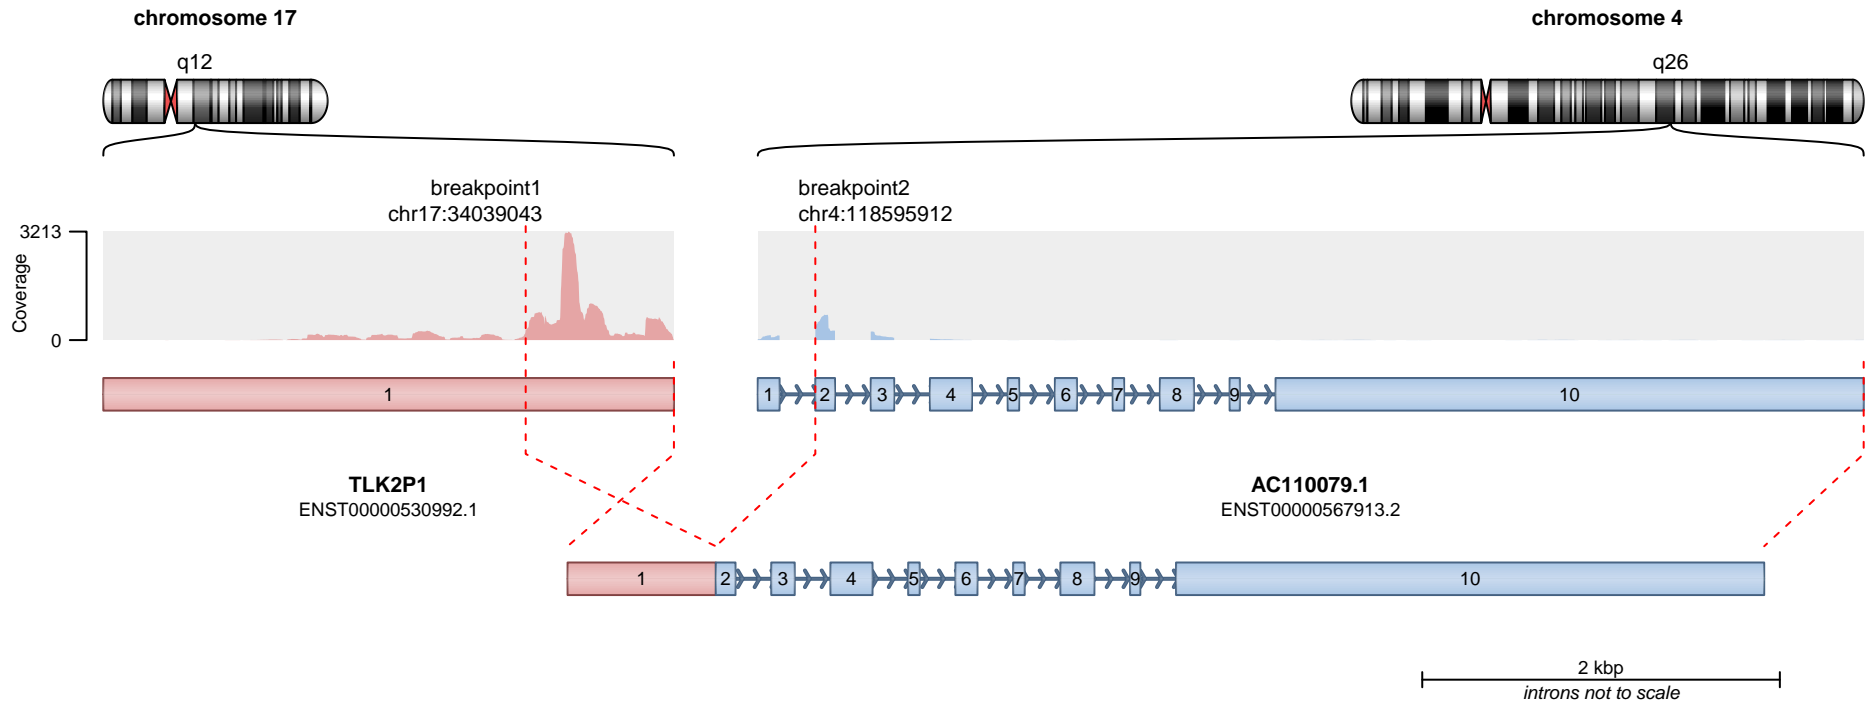 chromosome 17
chromosome 4
q12
q26
breakpoint1
chr17:34039043
breakpoint2
chr4:118595912
3213
Coverage
0
1
1 2 3 4 5 6 7 8 9 10
TLK2P1
ENST00000530992.1
AC110079.1
ENST00000567913.2
1 2 3 4 5 6 7 8 9 10
2 kbp
introns not to scale